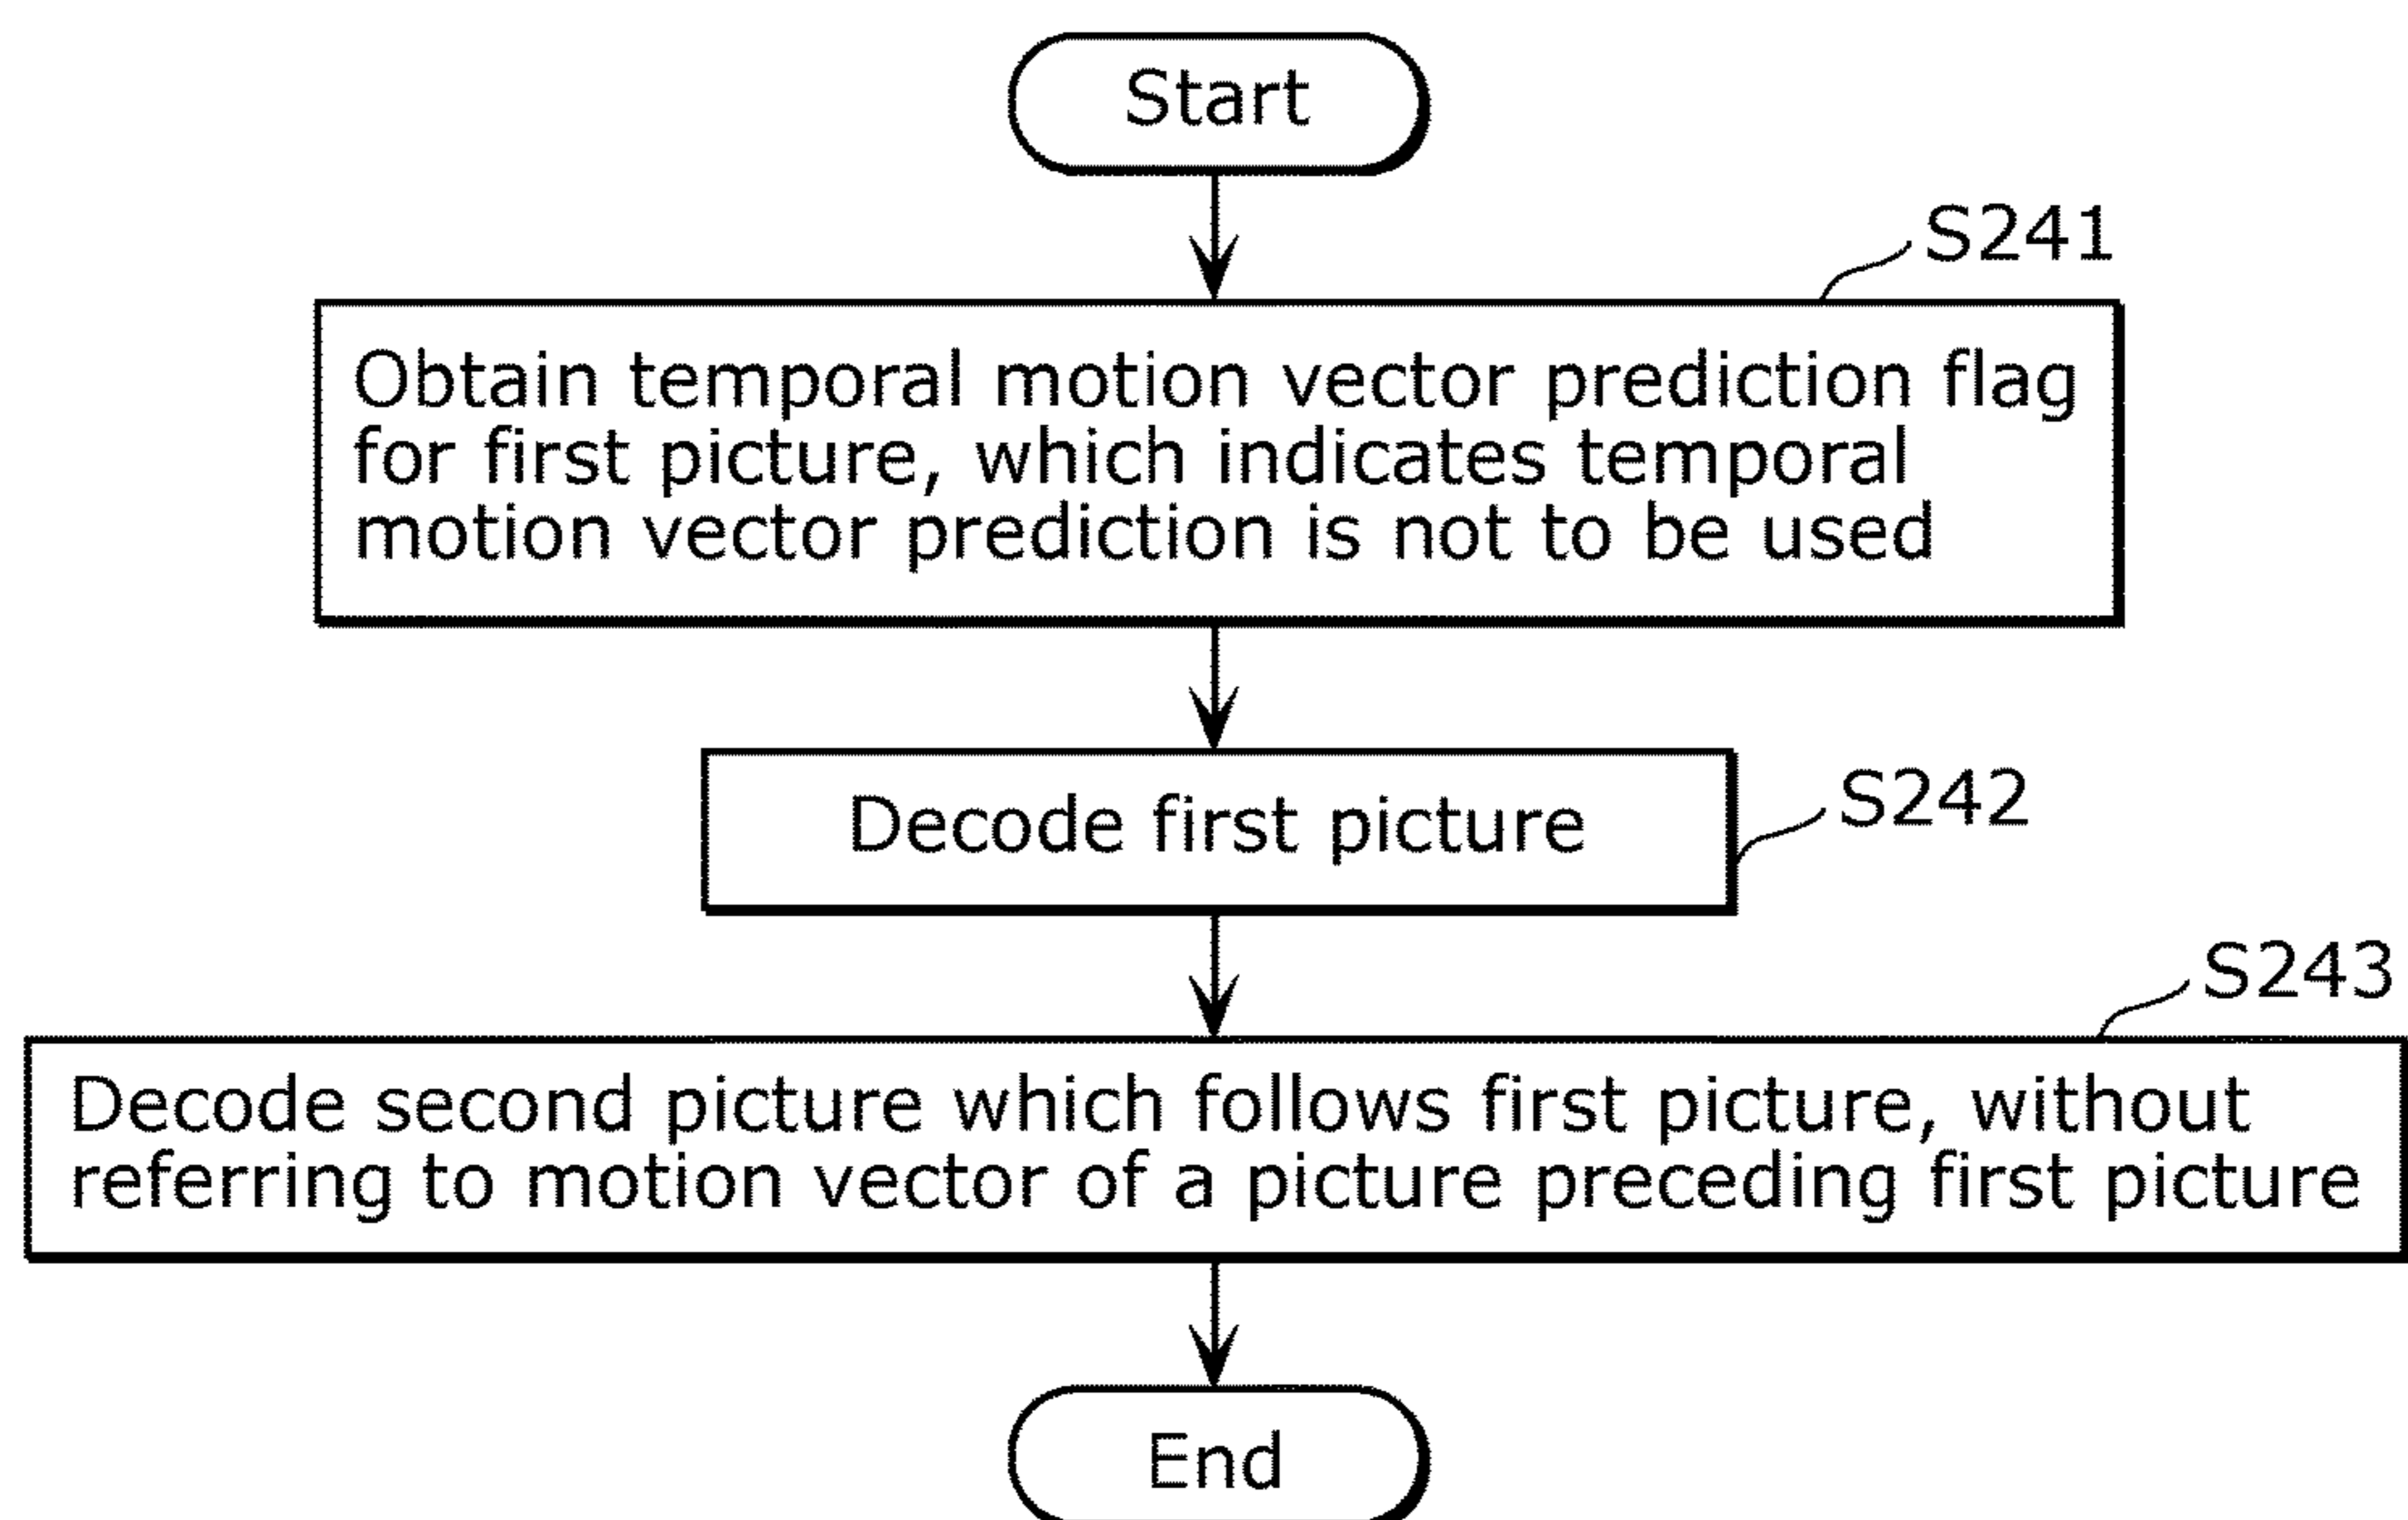 Start
S241
Obtain temporal motion vector prediction flag
for first picture, which indicates temporal
motion vector prediction is not to be used
Decode first picture
S242
S243
Decode second picture which follows first picture, without
referring to motion vector of a picture preceding first picture
End